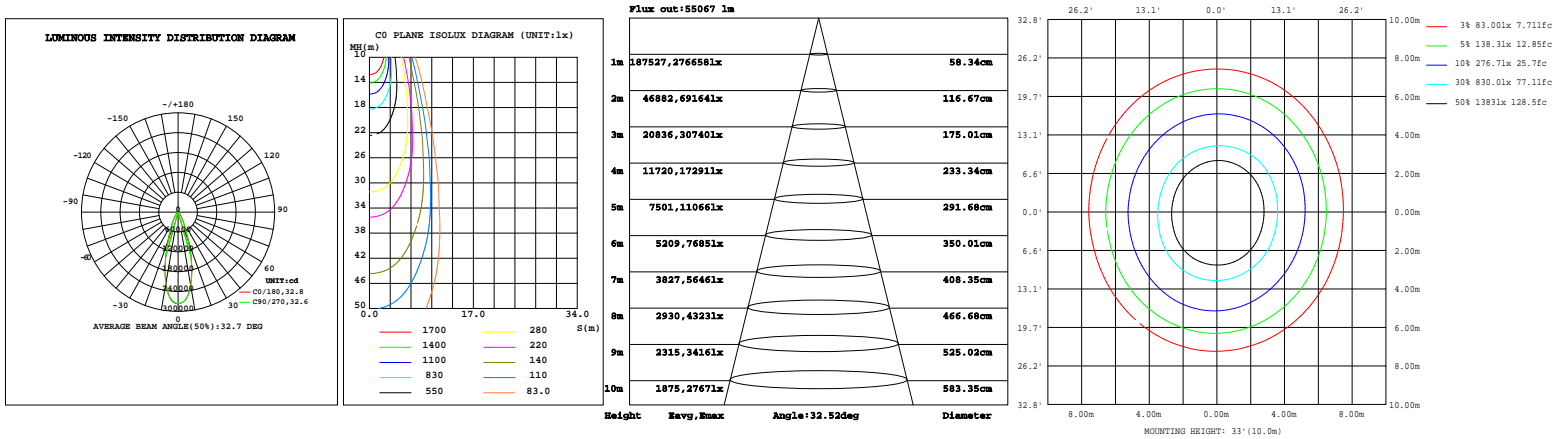 LUMINOUS INTENSITY DISTRIBUTION DIAGRAM
-/+180
-150 150
-120 120
-90 90
-60 60
-30 30
0
0
60000
120000
180000
240000
300000
UNIT:cd
C0/180,32.8
C90/270,32.6
AVERAGE BEAM ANGLE(50%):32.7 DEG
C0 PLANE ISOLUX DIAGRAM (UNIT:lx)
MH(m)
10
14
18
22
26
30
34
38
42
46
50
0.0 17.0 34.0
S(m)
1700 280
1400 220
1100 140
830 110
550 83.0
Flux out:55067 lm
1m 187527,276658lx 58.34cm
2m 46882,69164lx 116.67cm
3m 20836,30740lx 175.01cm
4m 11720,17291lx 233.34cm
5m 7501,11066lx 291.68cm
6m 5209,7685lx 350.01cm
7m 3827,5646lx 408.35cm
8m 2930,4323lx 466.68cm
9m 2315,3416lx 525.02cm
10m 1875,2767lx 583.35cm
Height Eavg,Emax Angle:32.52deg Diameter
26.2' 13.1' 0.0' 13.1' 26.2'
32.8' 10.00m
26.2' 8.00m
19.7' 6.00m
13.1' 4.00m
6.6' 2.00m
0.0' 0.00m
6.6' 2.00m
13.1' 4.00m
19.7' 6.00m
26.2' 8.00m
32.8' 10.00m
8.00m 4.00m 0.00m 4.00m 8.00m
MOUNTING HEIGHT: 33'(10.0m)
3% 83.00lx 7.711fc
5% 138.3lx 12.85fc
10% 276.7lx 25.7fc
30% 830.0lx 77.11fc
50% 1383lx 128.5fc